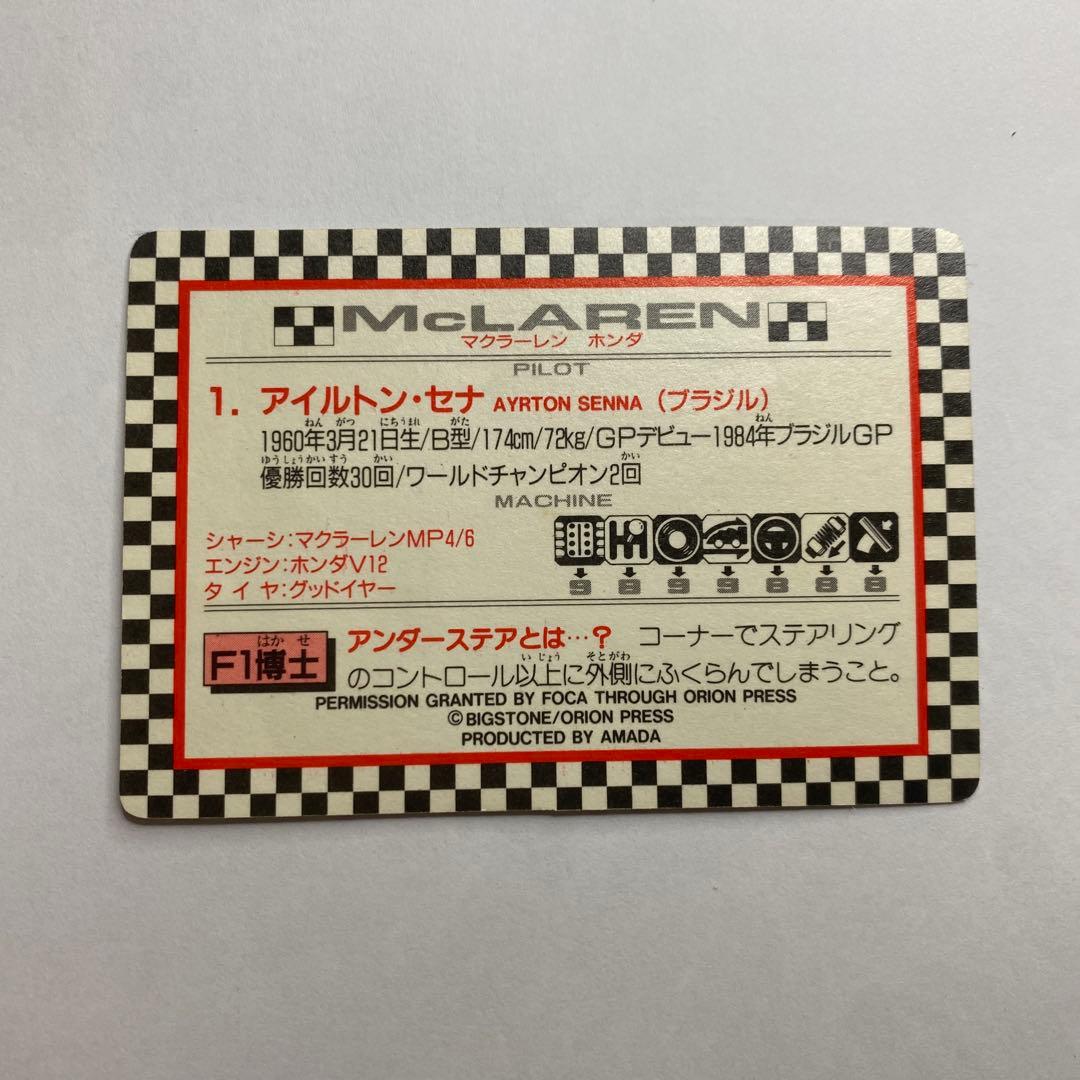 McLAREN
マクラーレン ホンダ
PILOT
1. アイルトン・セナ AYRTON SENNA (ブラジル)
ねん がつ にちうまれ がた ねん
1960年3月21日生/B型/174cm/72kg/GPデビュー1984年ブラジルGP
ゆうしょうかいすう かい かい
優勝回数30回/ワールドチャンピオン2回
MACHINE
シャーシ:マクラーレンMP4/6
エンジン:ホンダV12
タイヤ:グッドイヤー
9 8 9 9 8 8 8
はかせ
F1博士
アンダーステアとは…? コーナーでステアリング
いじょう そとがわ
のコントロール以上に外側にふくらんでしまうこと。
PERMISSION GRANTED BY FOCA THROUGH ORION PRESS
©BIGSTONE/ORION PRESS
PRODUCTED BY AMADA